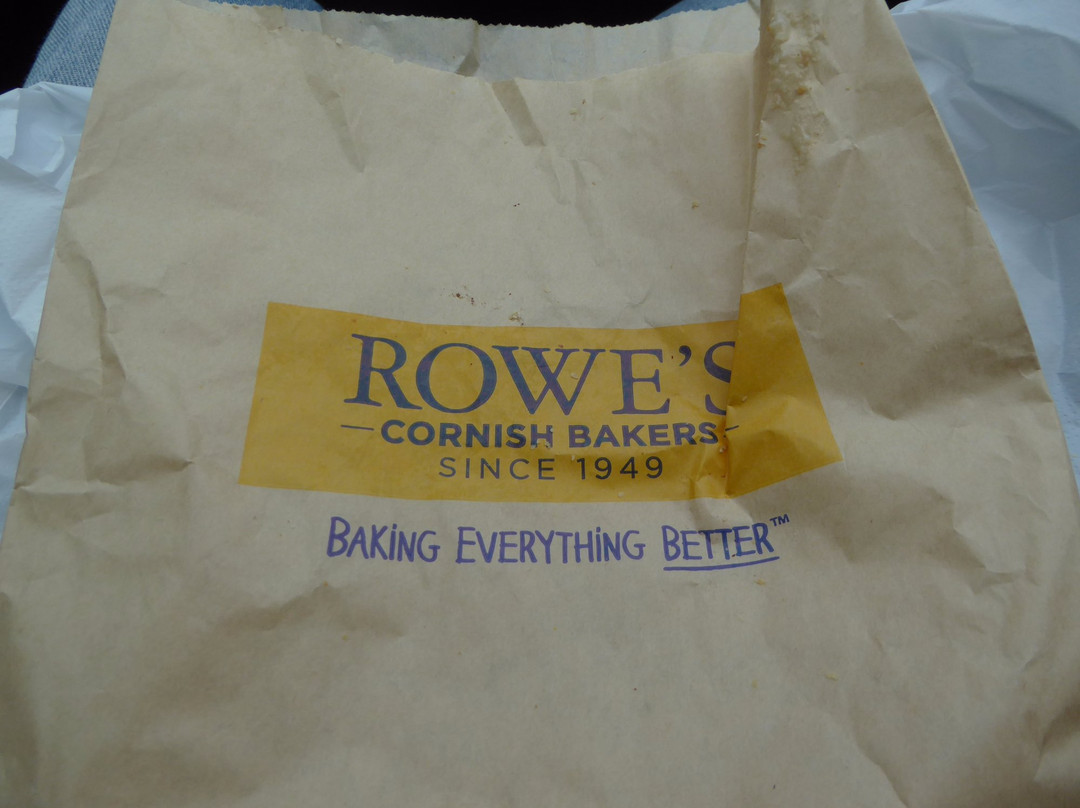 ROWE'S
— CORNISH BAKERS —
SINCE 1949
BAKiNG EVERYTHiNG BETTER™